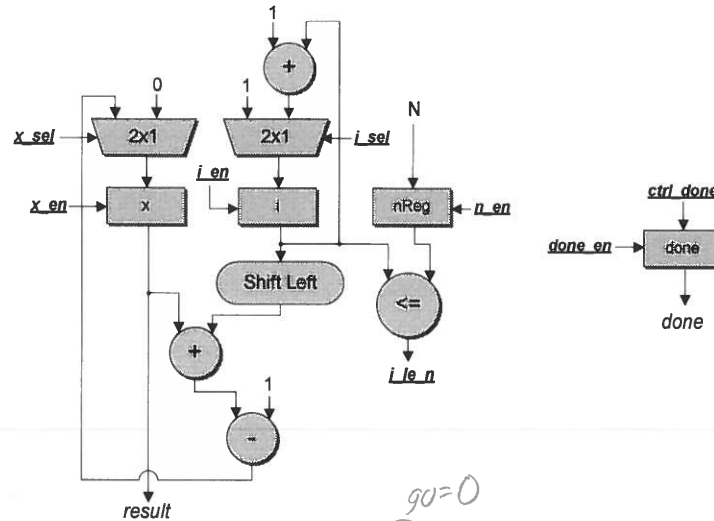 1
+
0
1
N
x_sel
2x1
2x1
i_sel
i_en
ctrl_done
x_en
x
i
nReg
n_en
done_en
done
Shift Left
<=
done
+
i_le_n
1
-
result
go=0